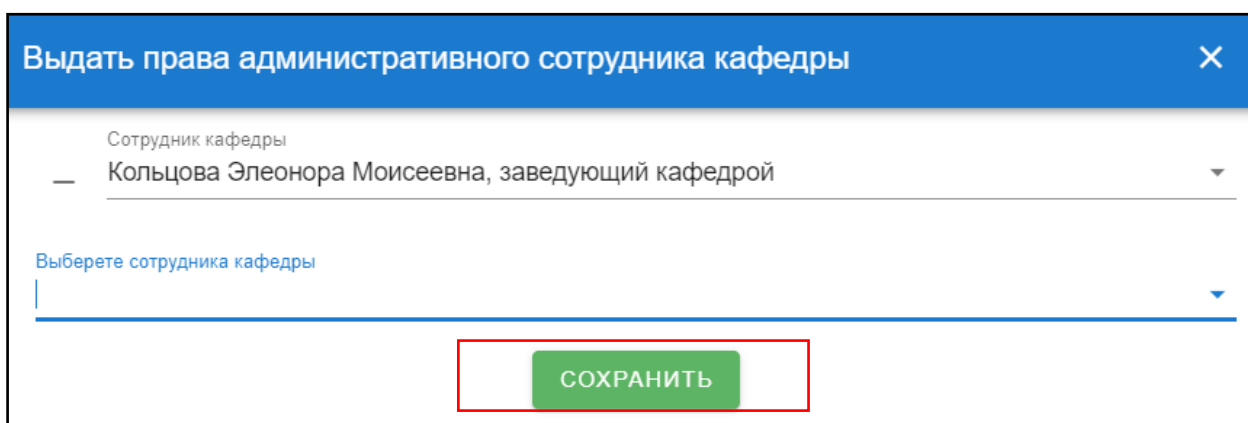 Выдать права административного сотрудника кафедры
Сотрудник кафедры
Кольцова Элеонора Моисеевна, заведующий кафедрой
Выберете сотрудника кафедры
СОХРАНИТЬ